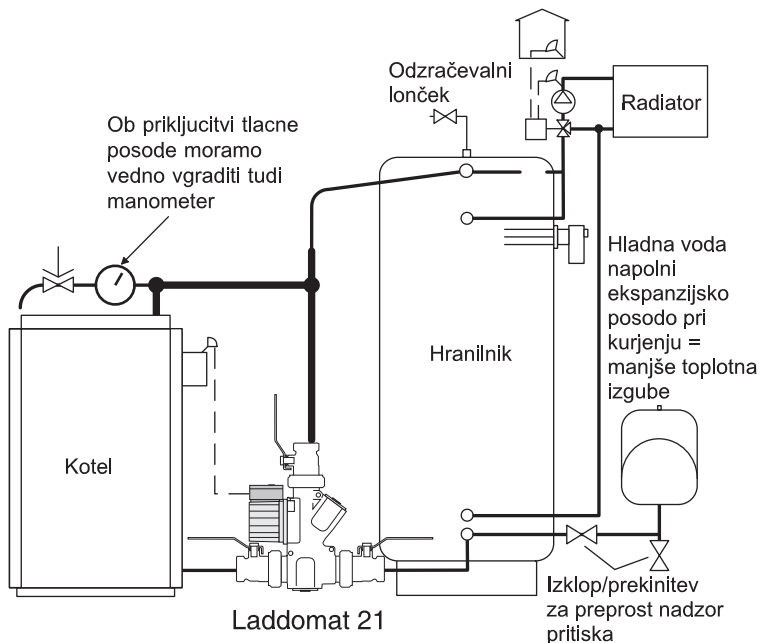 Odzračevalni
lonček
Radiator
Ob prikljucitvi tlacne
posode moramo
vedno vgraditi tudi
manometer
Hladna voda
napolni
ekspanzijsko
posodo pri
kurjenju =
manjše toplotna
izgube
Hranilnik
Kotel
Izklop/prekinitev
za preprost nadzor
pritiska
Laddomat 21